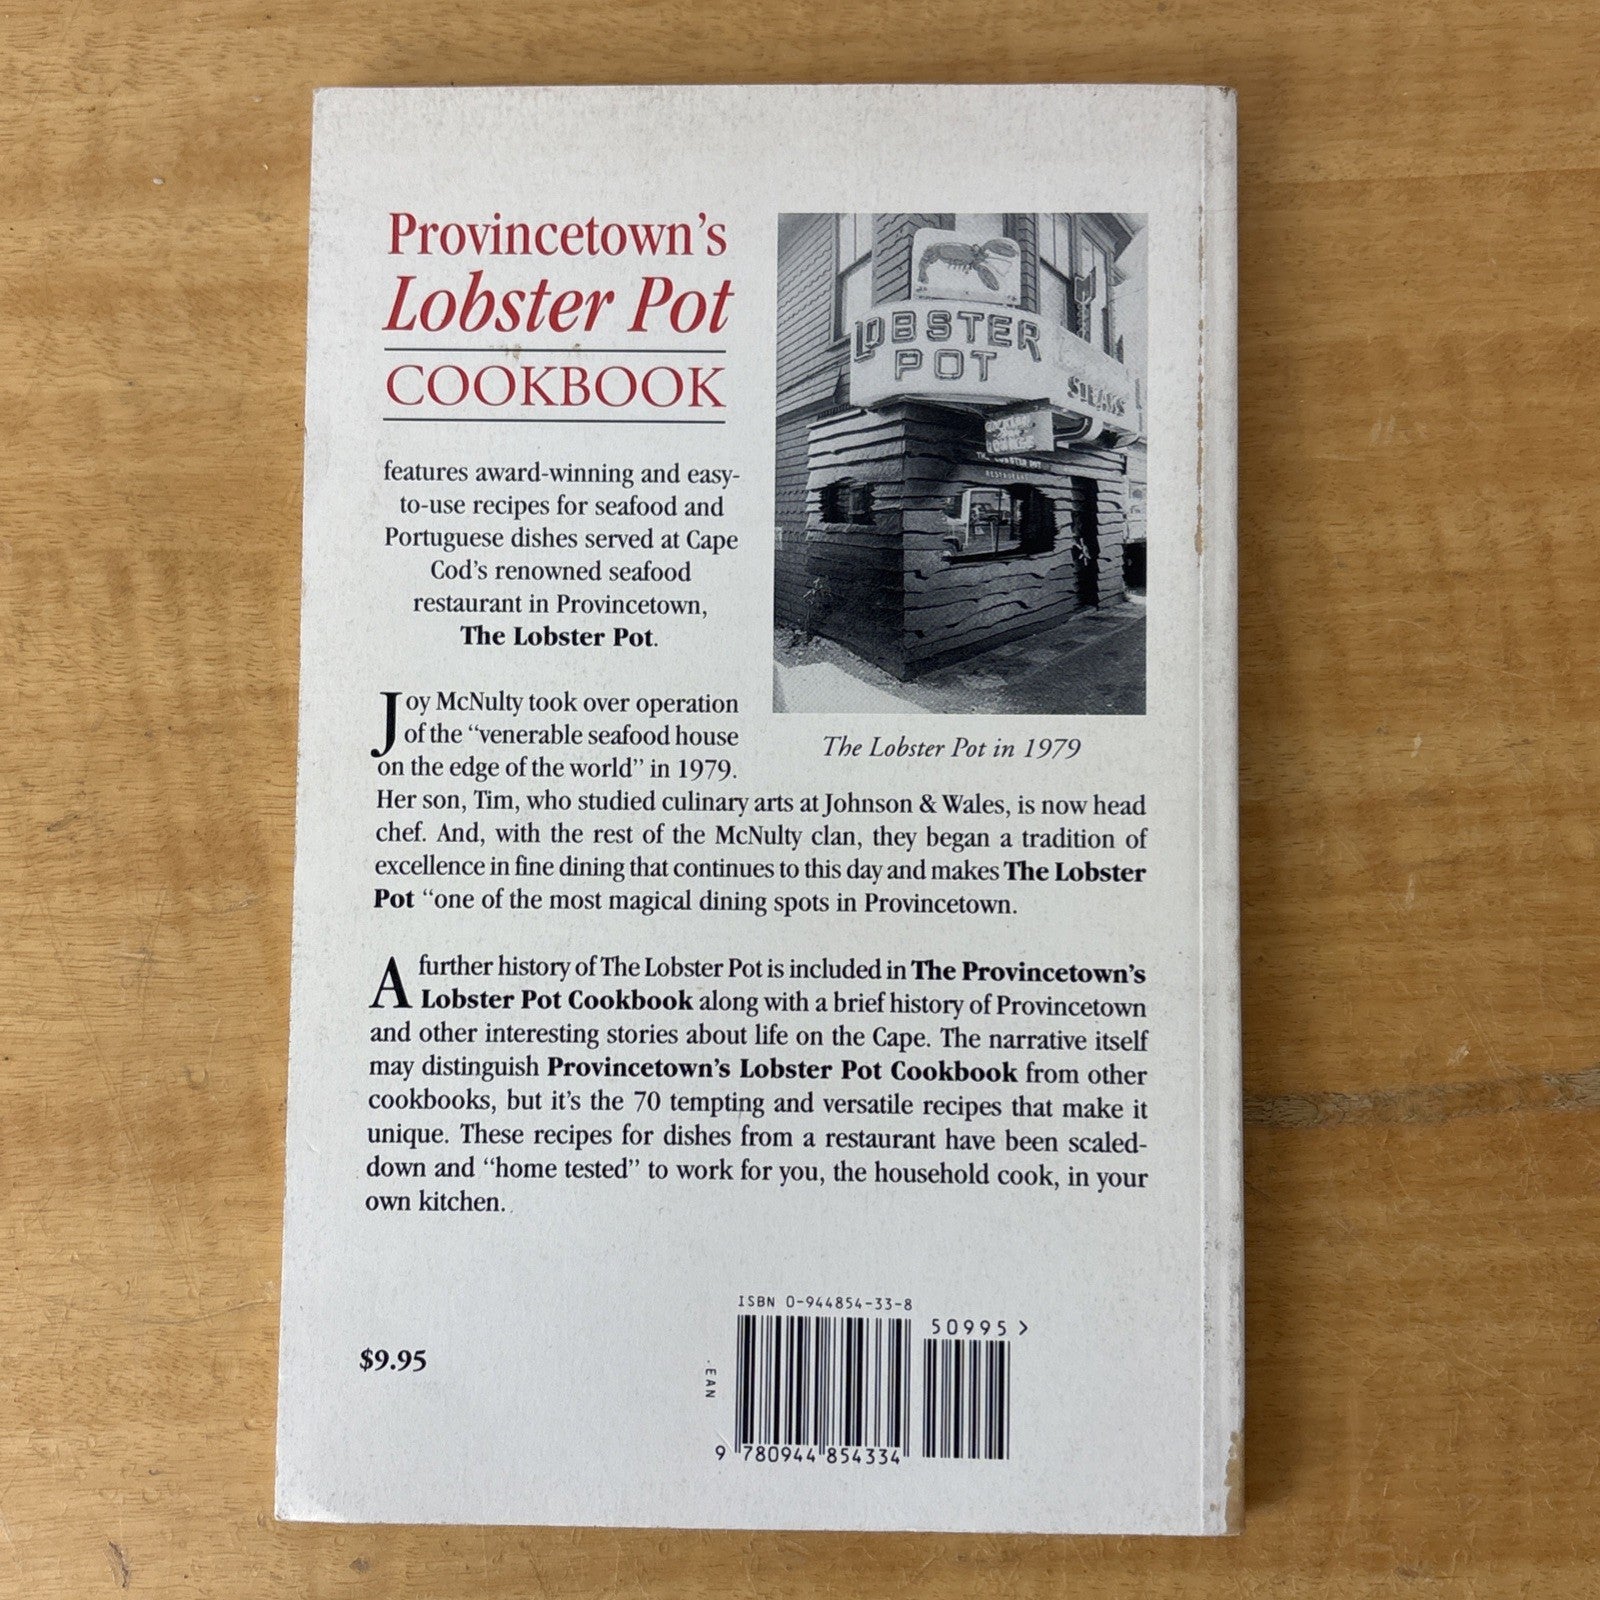 Provincetown's
Lobster Pot
COOKBOOK
features award-winning and easy-
to-use recipes for seafood and
Portuguese dishes served at Cape
Cod's renowned seafood
restaurant in Provincetown,
The Lobster Pot.
LOBSTER
POT
STEAKS
COCKTAIL
LOUNGE
THE LOBSTER POT
RESTAURANT
The Lobster Pot in 1979
Joy McNulty took over operation
of the “venerable seafood house
on the edge of the world” in 1979.
Her son, Tim, who studied culinary arts at Johnson & Wales, is now head
chef. And, with the rest of the McNulty clan, they began a tradition of
excellence in fine dining that continues to this day and makes The Lobster
Pot “one of the most magical dining spots in Provincetown.
A further history of The Lobster Pot is included in The Provincetown's
Lobster Pot Cookbook along with a brief history of Provincetown
and other interesting stories about life on the Cape. The narrative itself
may distinguish Provincetown's Lobster Pot Cookbook from other
cookbooks, but it's the 70 tempting and versatile recipes that make it
unique. These recipes for dishes from a restaurant have been scaled-
down and “home tested” to work for you, the household cook, in your
own kitchen.
$9.95
ISBN 0-944854-33-8
50995>
EAN
9 780944 854334